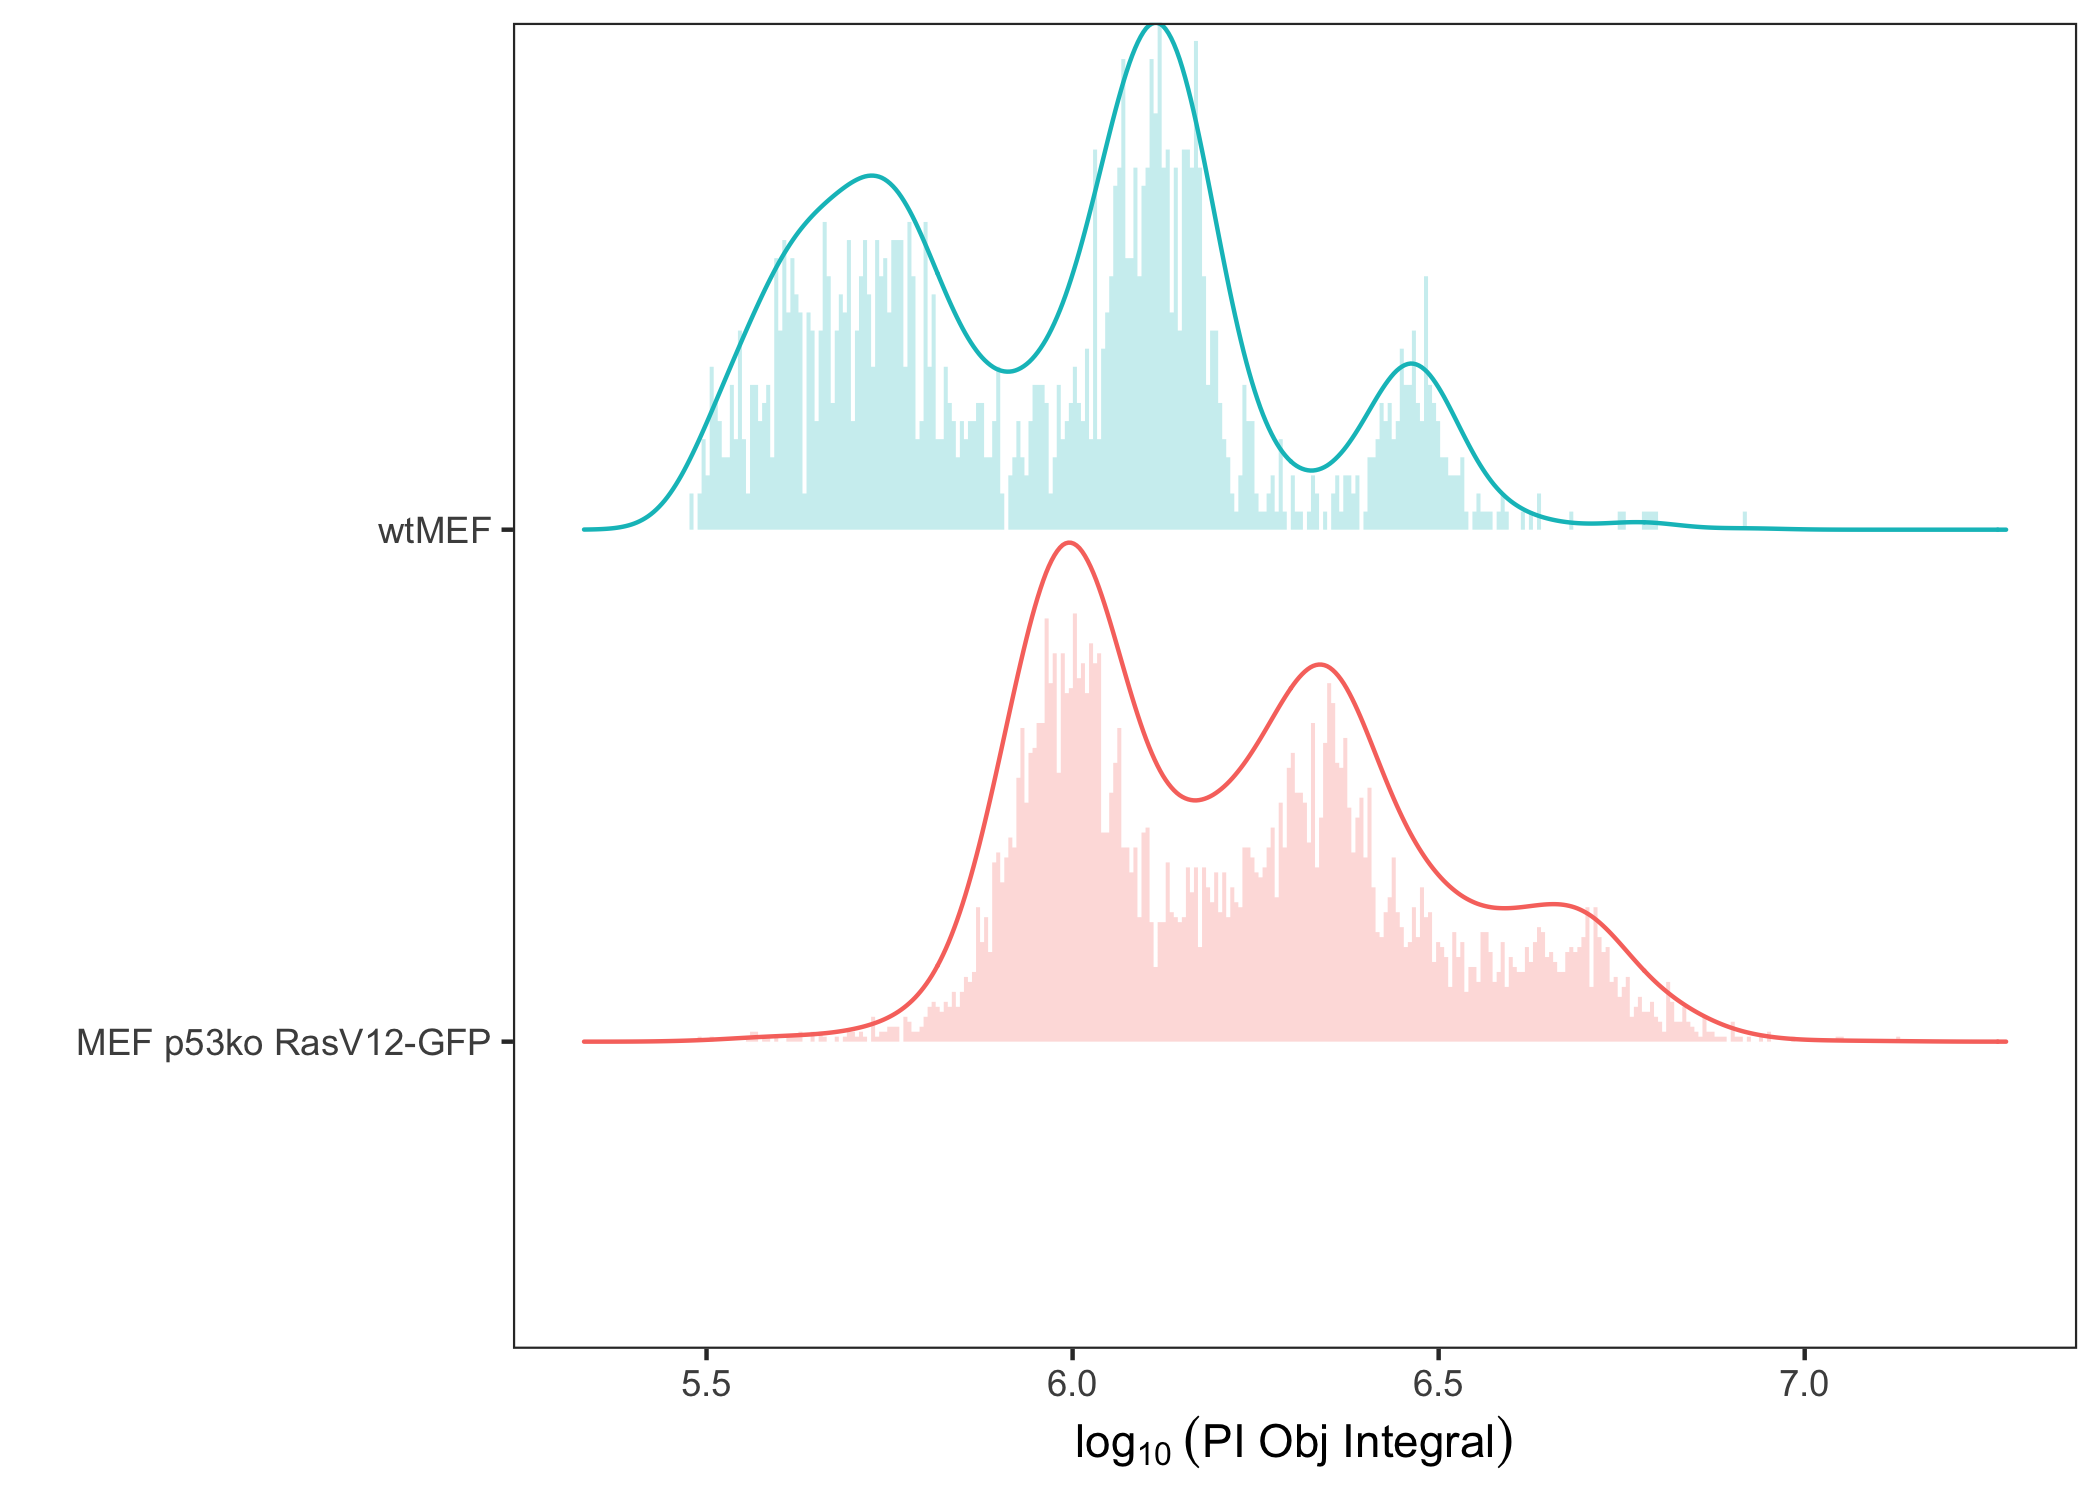 wtMEF
MEF p53ko RasV12-GFP
5.5 6.0 6.5 7.0
log₁₀ (PI Obj Integral)